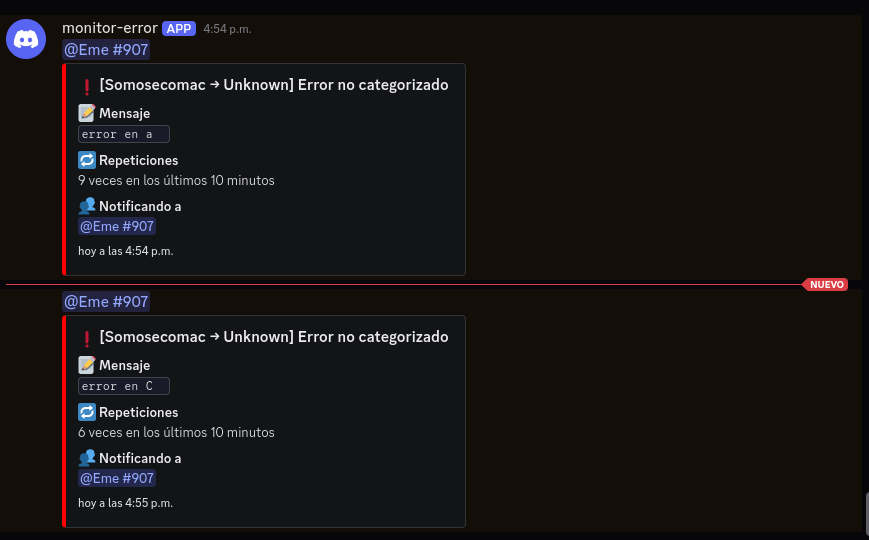 monitor-error APP 4:54 p.m.
@Eme #907
❗ [Somosecomac → Unknown] Error no categorizado
📝 Mensaje
error en a
🔁 Repeticiones
9 veces en los últimos 10 minutos
👥 Notificando a
@Eme #907
hoy a las 4:54 p.m.
NUEVO
@Eme #907
❗ [Somosecomac → Unknown] Error no categorizado
📝 Mensaje
error en C
🔁 Repeticiones
6 veces en los últimos 10 minutos
👥 Notificando a
@Eme #907
hoy a las 4:55 p.m.